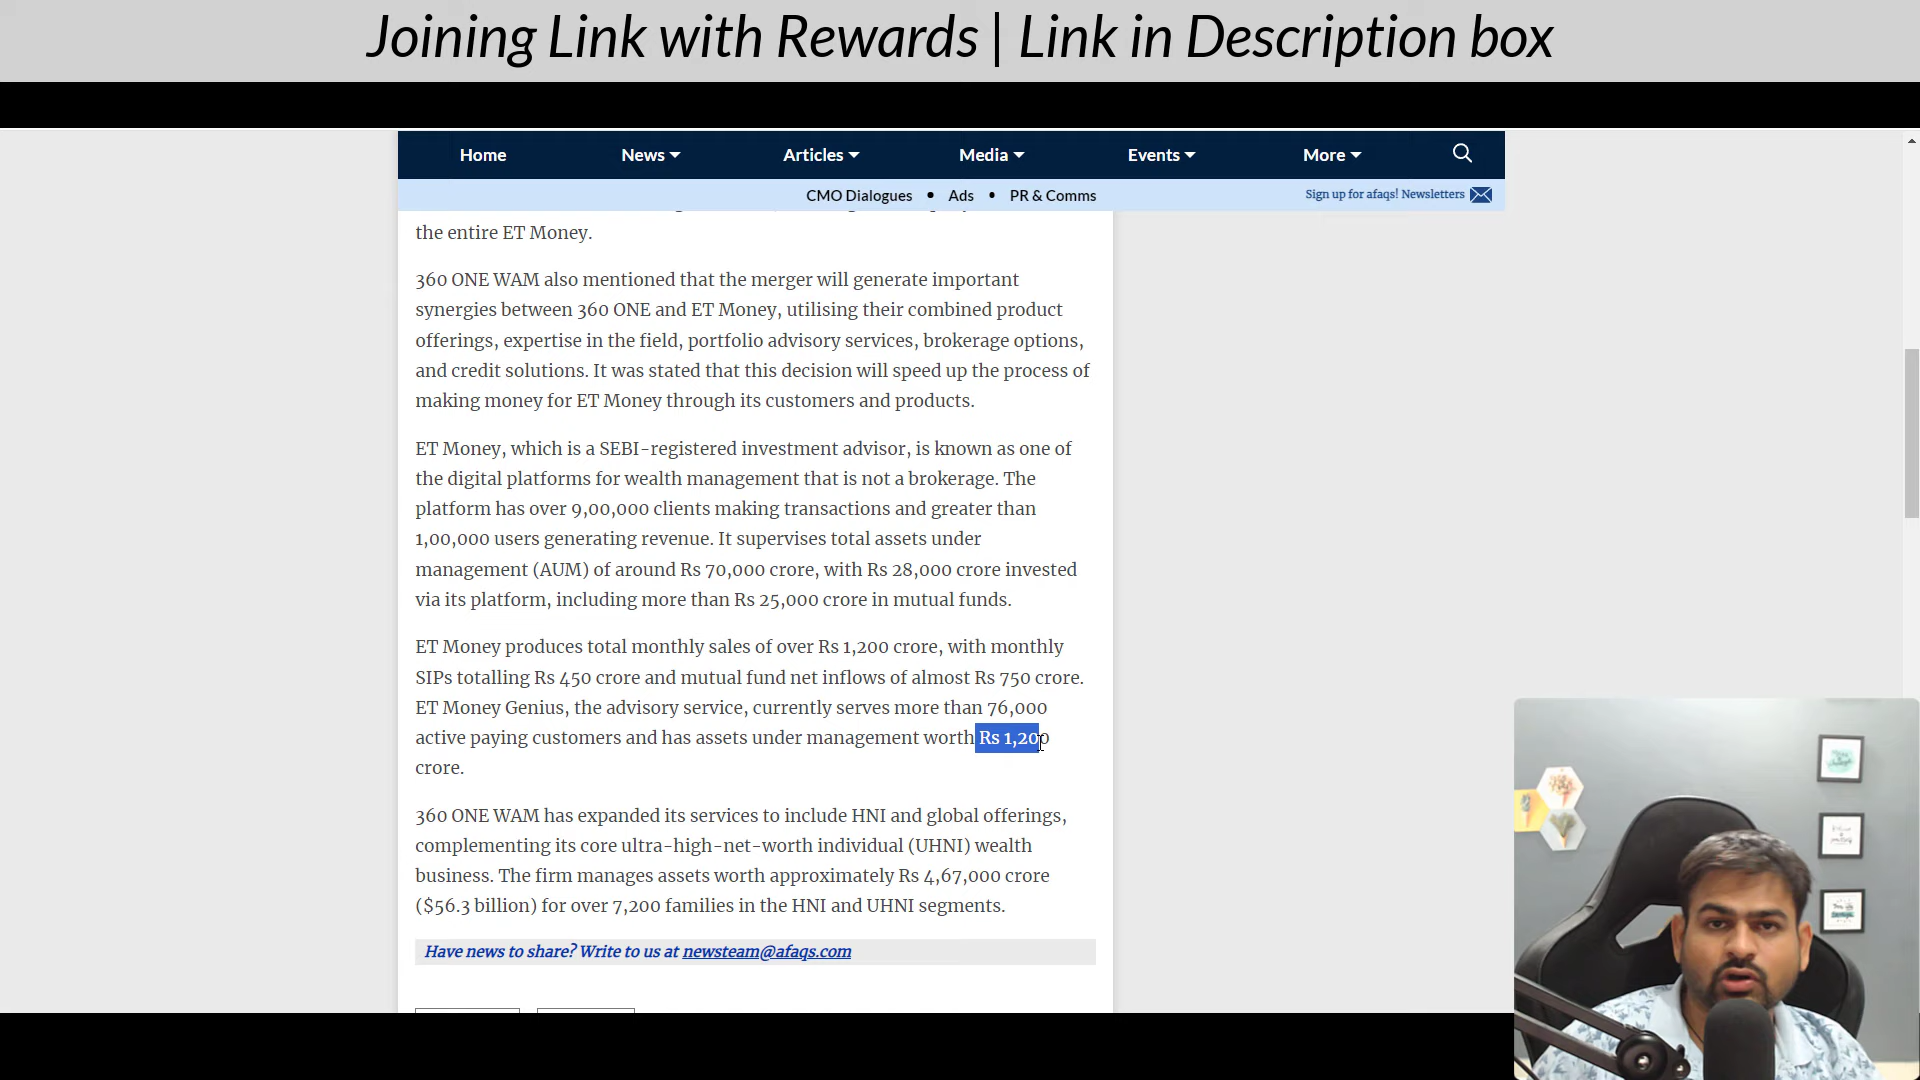 Joining Link with Rewards | Link in Description box
Home News Articles Media Events More
CMO Dialogues • Ads • PR & Comms Sign up for afaqs! Newsletters
the entire ET Money.
360 ONE WAM also mentioned that the merger will generate important
synergies between 360 ONE and ET Money, utilising their combined product
offerings, expertise in the field, portfolio advisory services, brokerage options,
and credit solutions. It was stated that this decision will speed up the process of
making money for ET Money through its customers and products.
ET Money, which is a SEBI-registered investment advisor, is known as one of
the digital platforms for wealth management that is not a brokerage. The
platform has over 9,00,000 clients making transactions and greater than
1,00,000 users generating revenue. It supervises total assets under
management (AUM) of around Rs 70,000 crore, with Rs 28,000 crore invested
via its platform, including more than Rs 25,000 crore in mutual funds.
ET Money produces total monthly sales of over Rs 1,200 crore, with monthly
SIPs totalling Rs 450 crore and mutual fund net inflows of almost Rs 750 crore.
ET Money Genius, the advisory service, currently serves more than 76,000
active paying customers and has assets under management worth Rs 1,200
crore.
360 ONE WAM has expanded its services to include HNI and global offerings,
complementing its core ultra-high-net-worth individual (UHNI) wealth
business. The firm manages assets worth approximately Rs 4,67,000 crore
($56.3 billion) for over 7,200 families in the HNI and UHNI segments.
Have news to share? Write to us at newsteam@afaqs.com